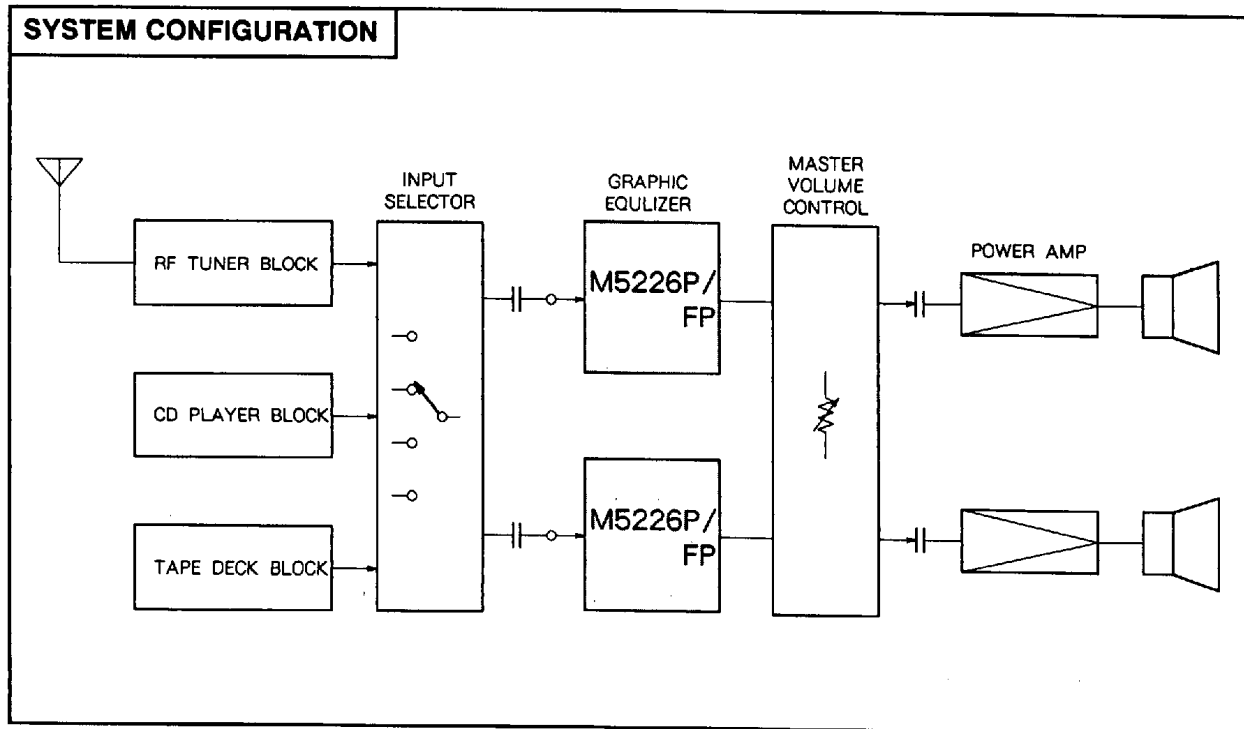 SYSTEM CONFIGURATION
INPUT
SELECTOR
GRAPHIC
EQULIZER
MASTER
VOLUME
CONTROL
POWER AMP
RF TUNER BLOCK
CD PLAYER BLOCK
TAPE DECK BLOCK
M5226P/
FP
M5226P/
FP